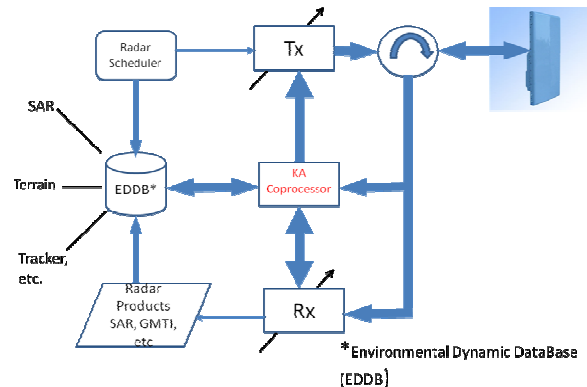 Radar
Scheduler
Tx
SAR
Terrain
Tracker,
etc.
EDDB*
KA
Coprocessor
Radar
Products
SAR, GMTI,
etc
Rx
*Environmental Dynamic DataBase
(EDDB)